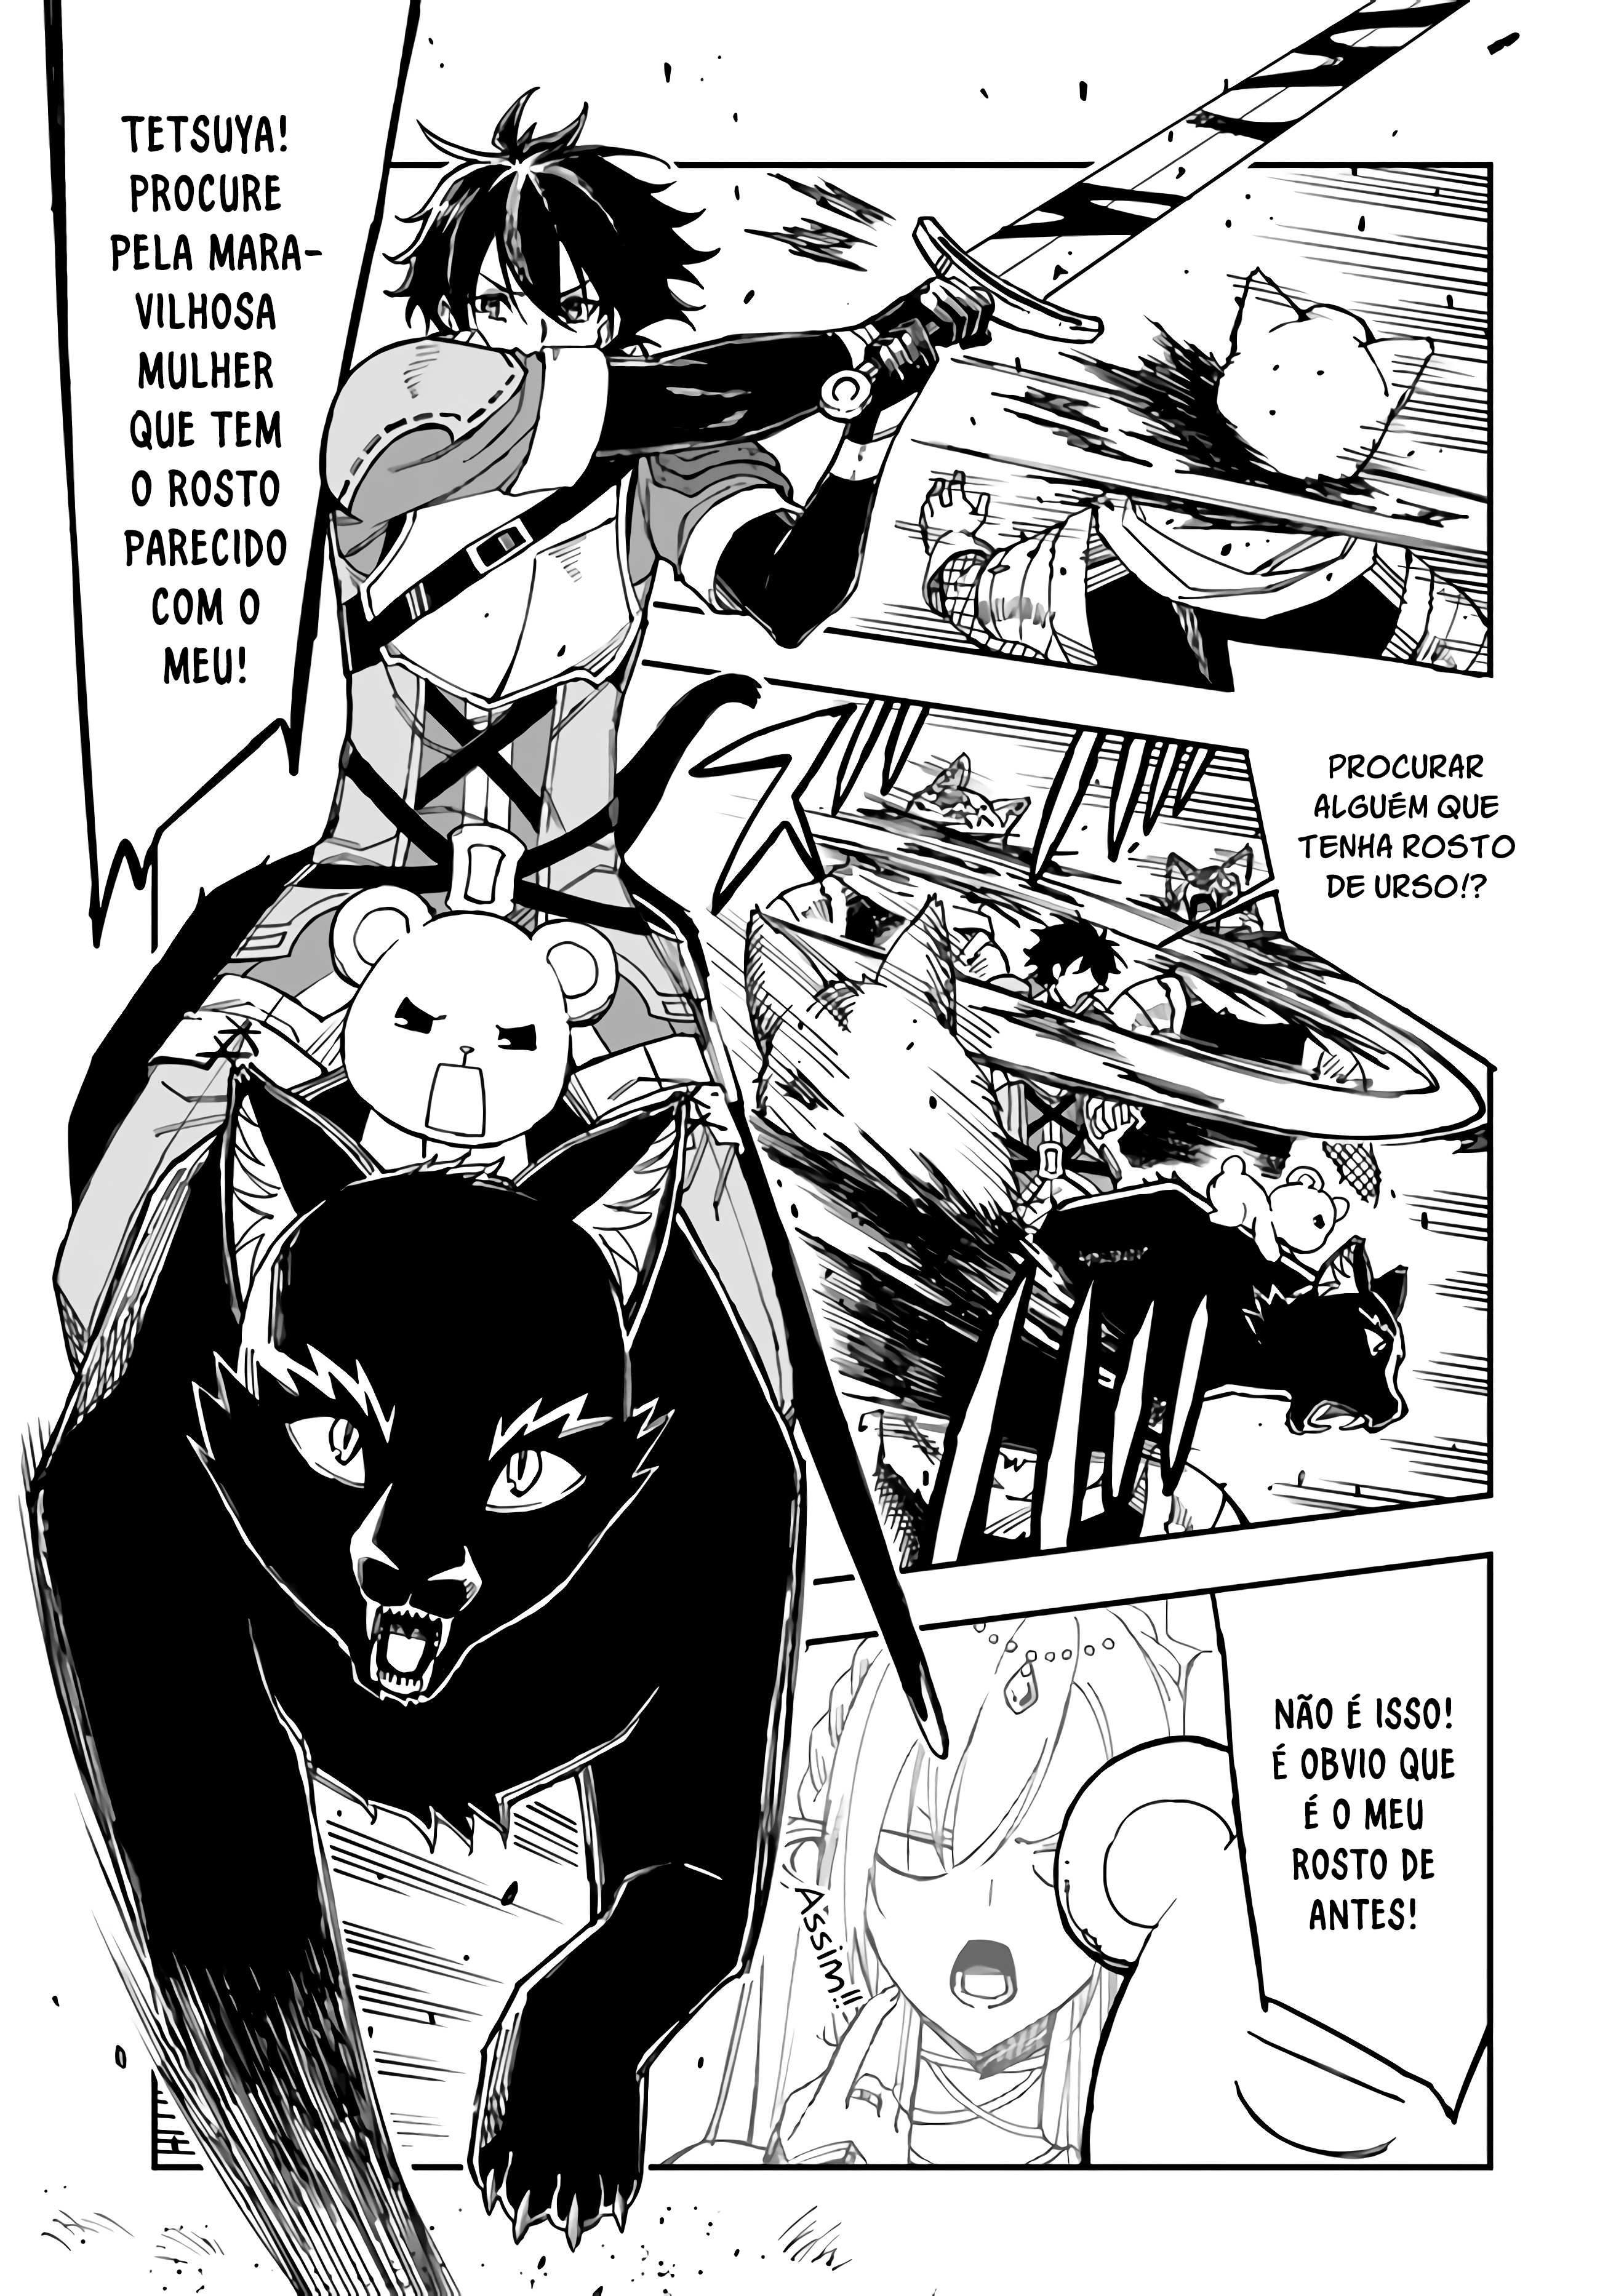 TETSUYA!
PROCURE
PELA MARA-
VILHOSA
MULHER
QUE TEM
O ROSTO
PARECIDO
COM O
MEU!
PROCURAR
ALGUÉM QUE
TENHA ROSTO
DE URSO!?
NÃO É ISSO!
É OBVIO QUE
É O MEU
ROSTO DE
ANTES!
Assim!!